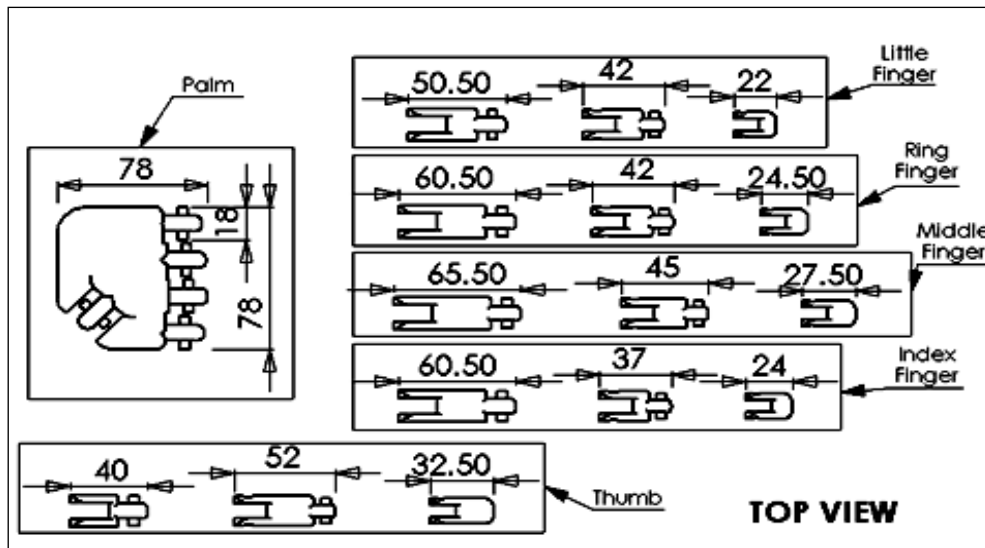 Palm
78
18
78
50.50 42 22
Little
Finger
60.50 42 24.50
Ring
Finger
65.50 45 27.50
Middle
Finger
60.50 37 24
Index
Finger
40 52 32.50
Thumb
TOP VIEW